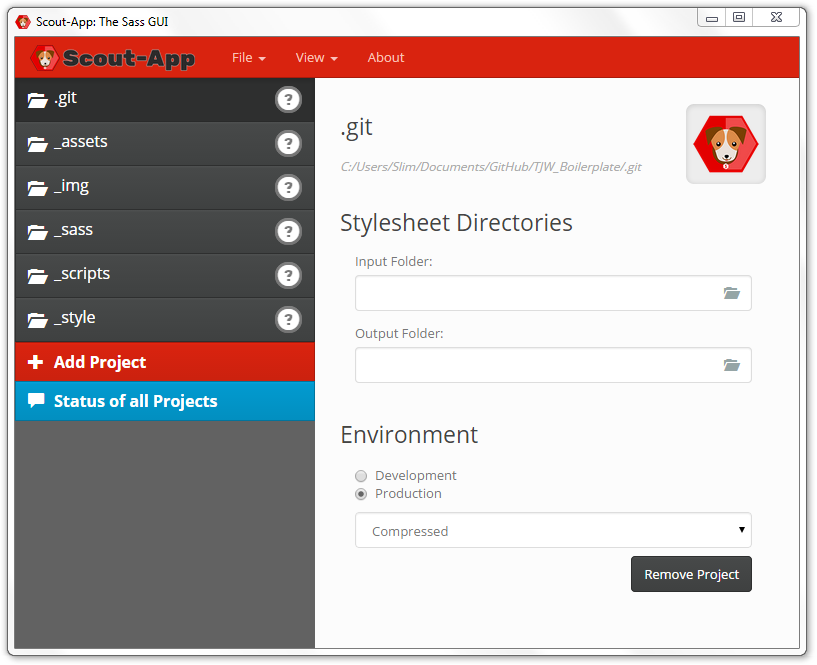 Scout-App: The Sass GUI
Scout-App File View About
.git ?
_assets ?
_img ?
_sass ?
_scripts ?
_style ?
Add Project
Status of all Projects
.git
C:/Users/Slim/Documents/GitHub/TJW_Boilerplate/.git
Stylesheet Directories
Input Folder:
Output Folder:
Environment
Development
Production
Compressed
Remove Project